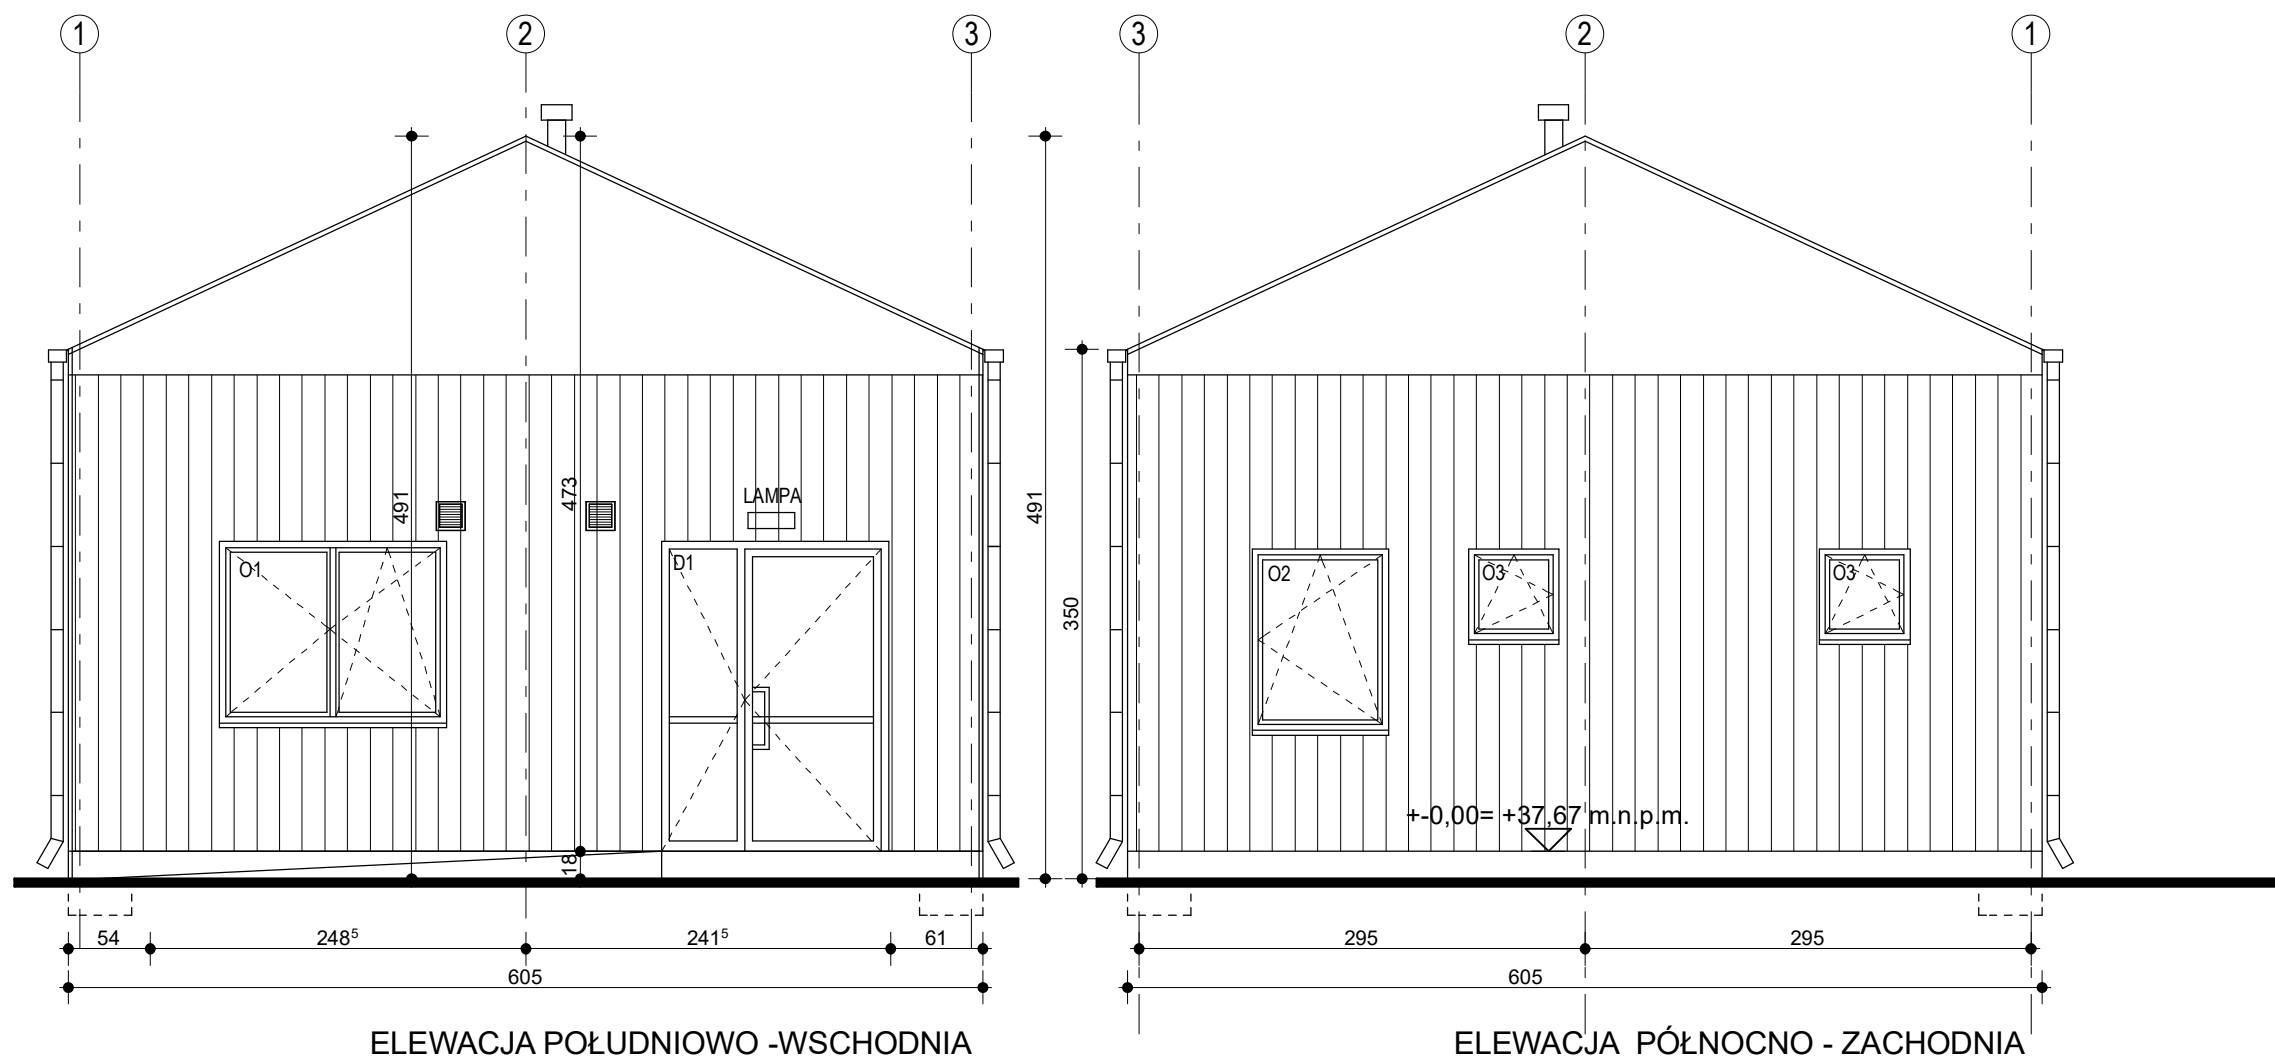 1 2 3 3 2 1
491
473
LAMPA
491
O1
D1
O2
O3
O3
350
+-0,00= +37,67 m.n.p.m.
18
54 248⁵ 241⁵ 61
295 295
605
605
ELEWACJA POŁUDNIOWO -WSCHODNIA
ELEWACJA PÓŁNOCNO - ZACHODNIA